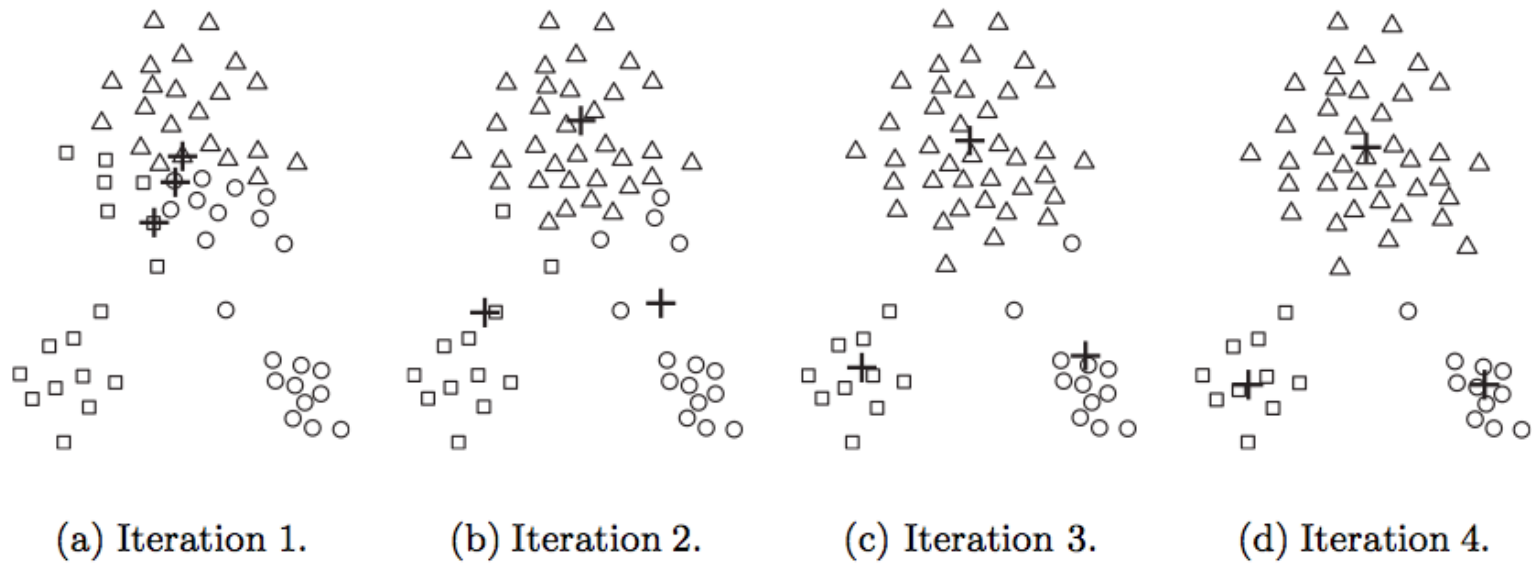 (a) Iteration 1.
(b) Iteration 2.
(c) Iteration 3.
(d) Iteration 4.